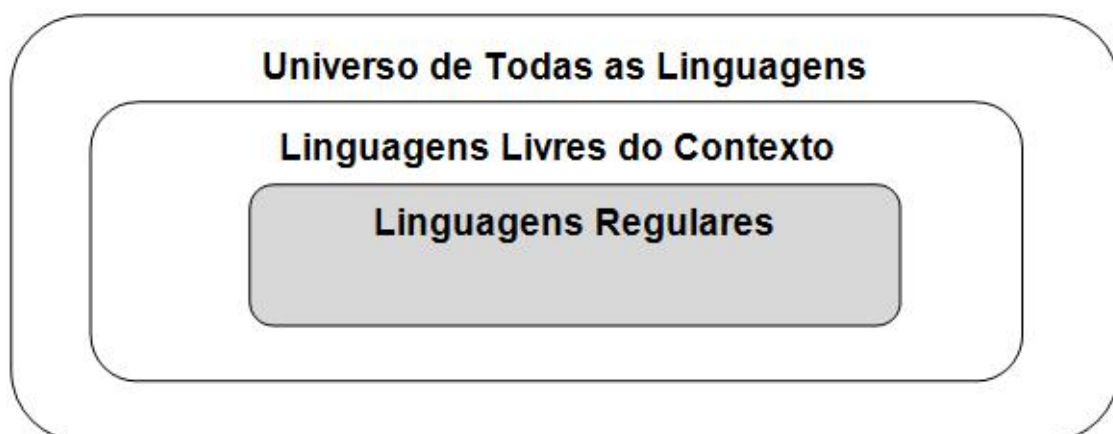 Universo de Todas as Linguagens
Linguagens Livres do Contexto
Linguagens Regulares